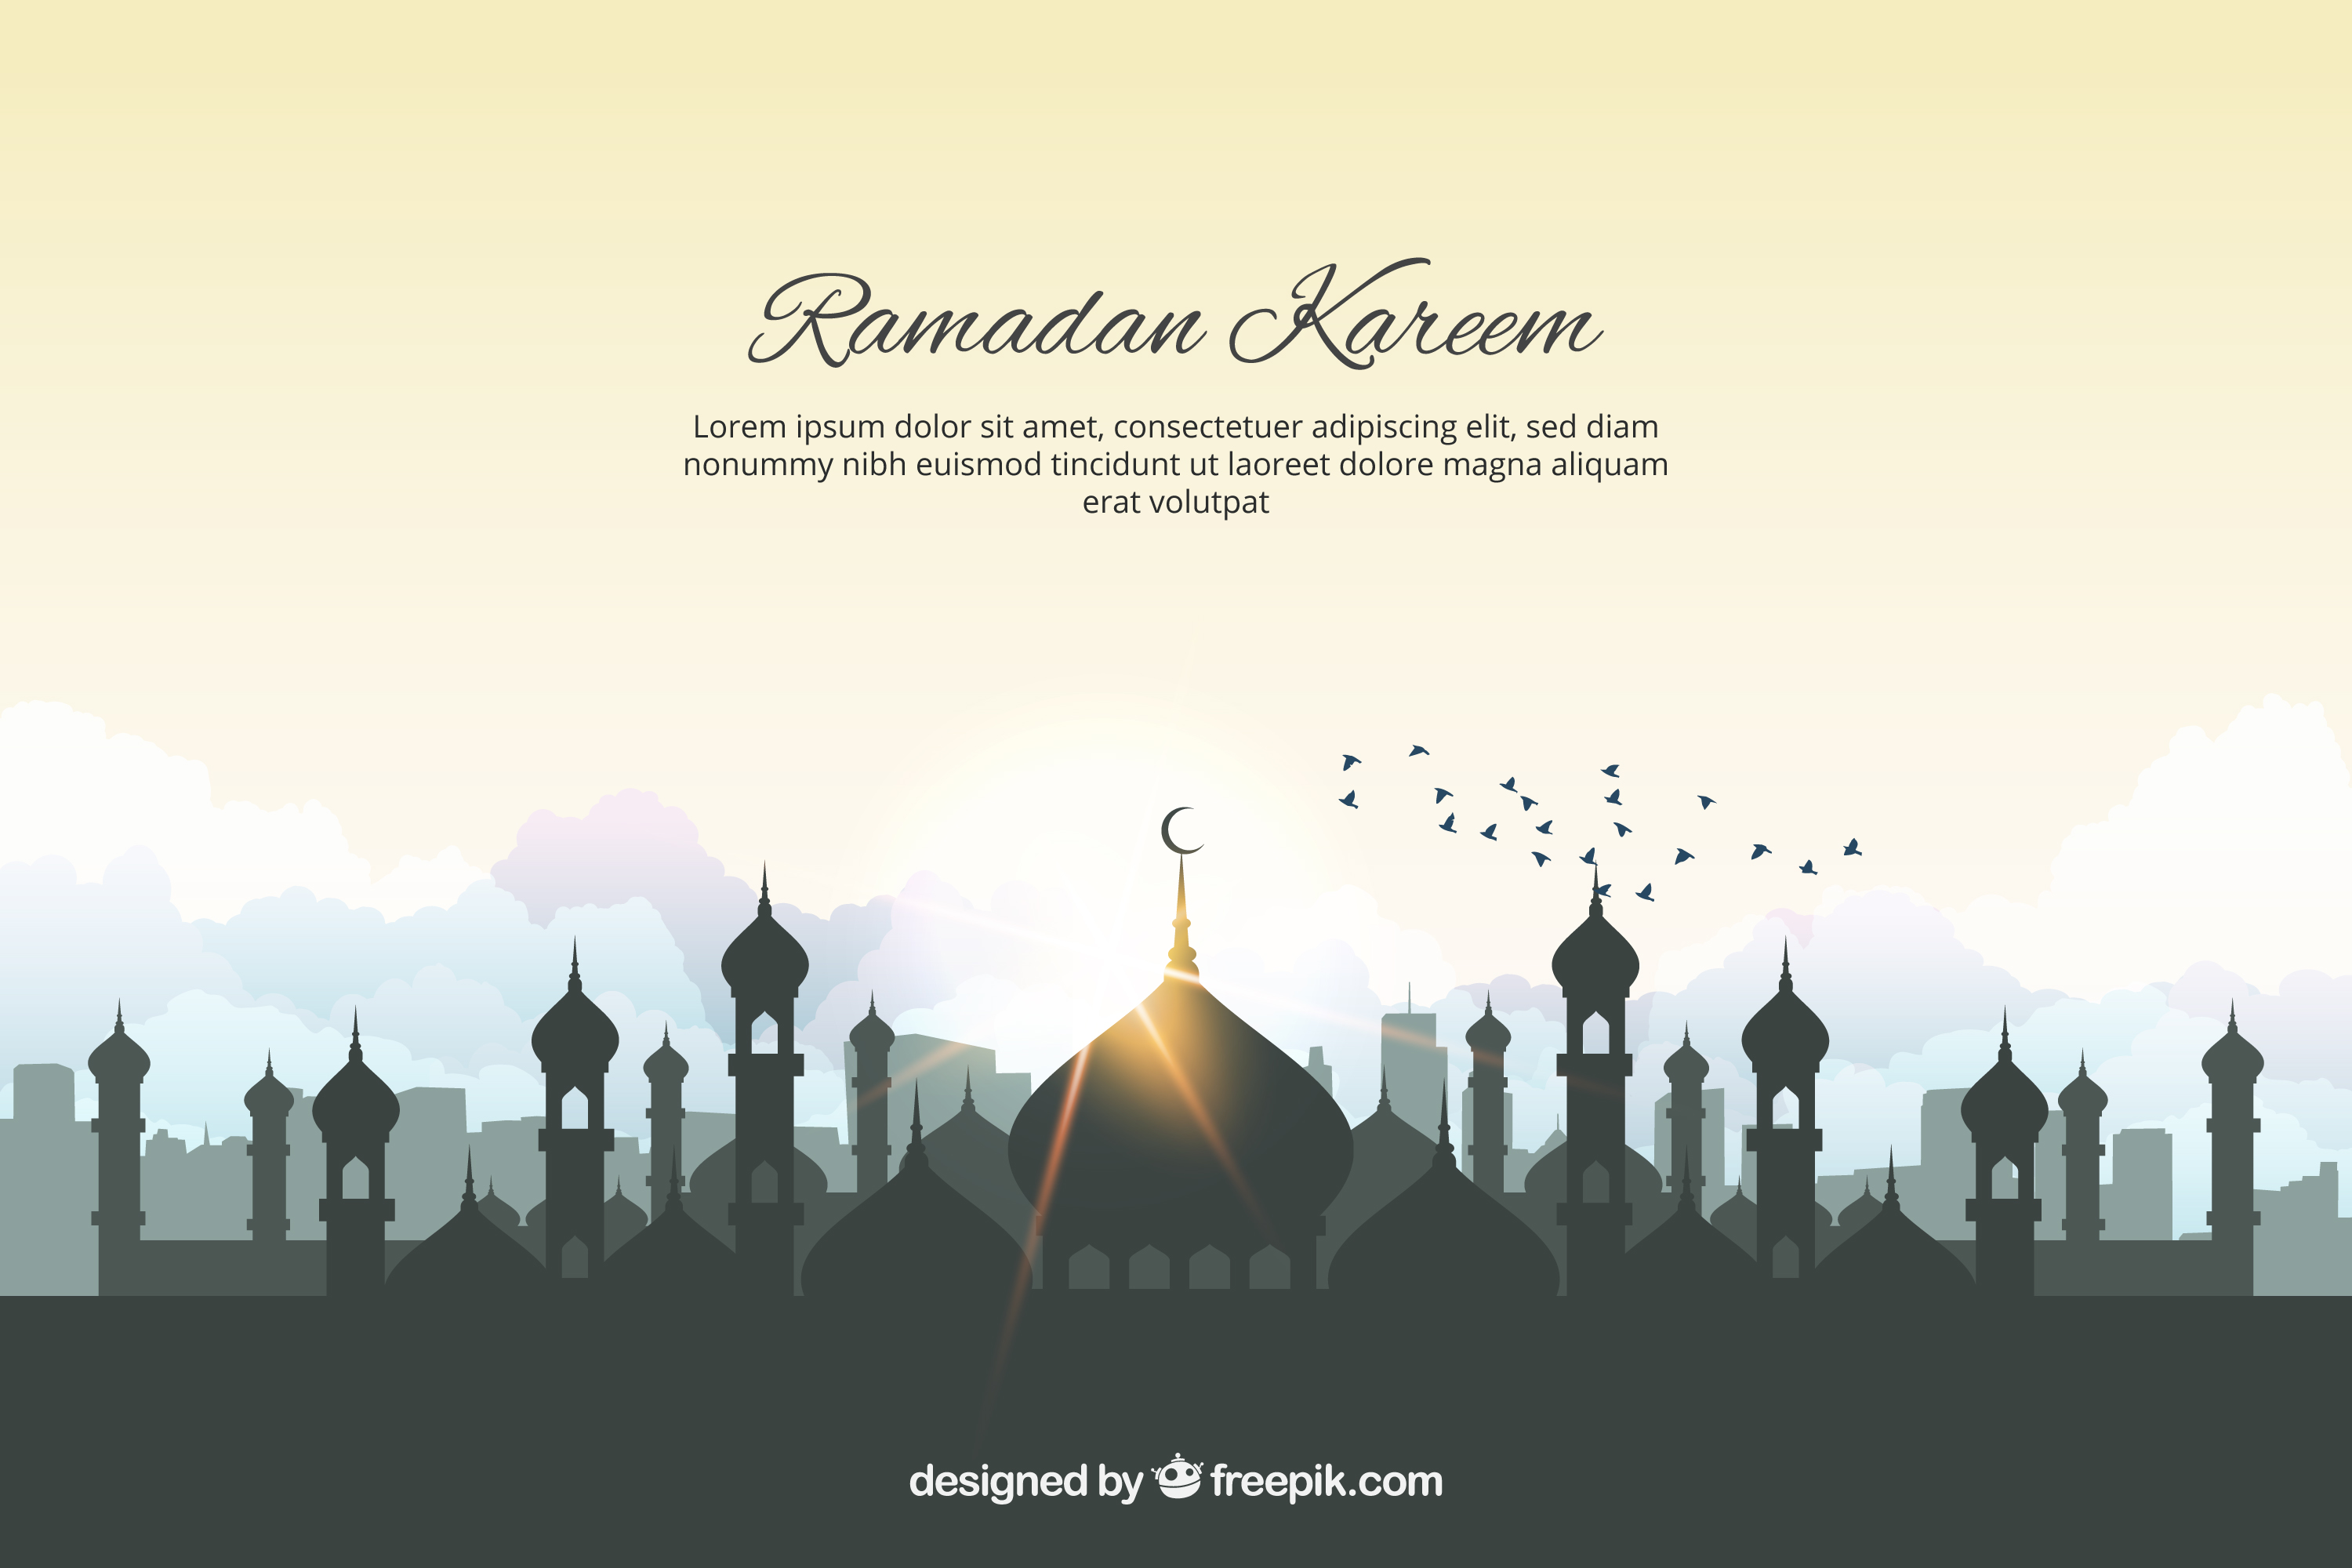 Ramadan Kareem
Lorem ipsum dolor sit amet, consectetuer adipiscing elit, sed diam
nonummy nibh euismod tincidunt ut laoreet dolore magna aliquam
erat volutpat
designed by freepik.com